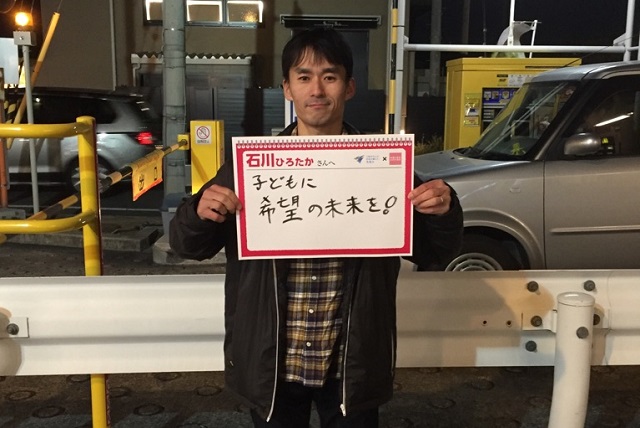 石川ひろたか さんへ
×
子どもに
希望の未来を!